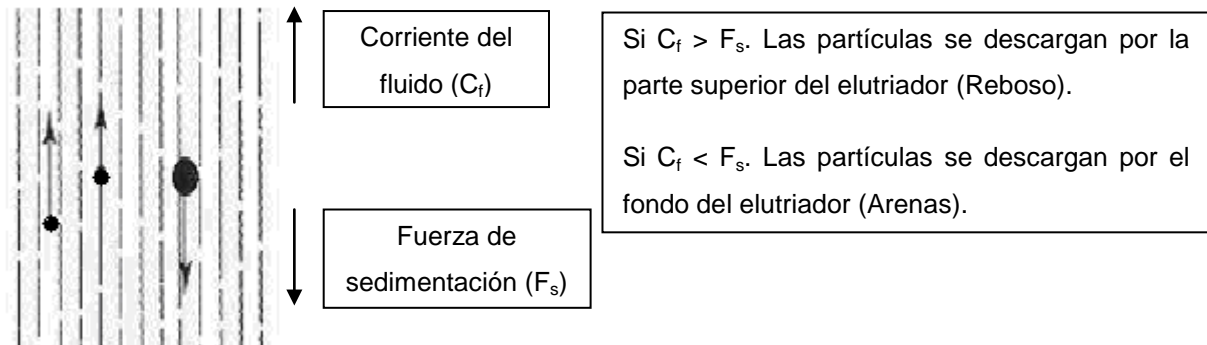 Corriente del
fluido (Cf)
Fuerza de
sedimentación (Fs)
Si Cf > Fs. Las partículas se descargan por la
parte superior del elutriador (Reboso).
Si Cf < Fs. Las partículas se descargan por el
fondo del elutriador (Arenas).